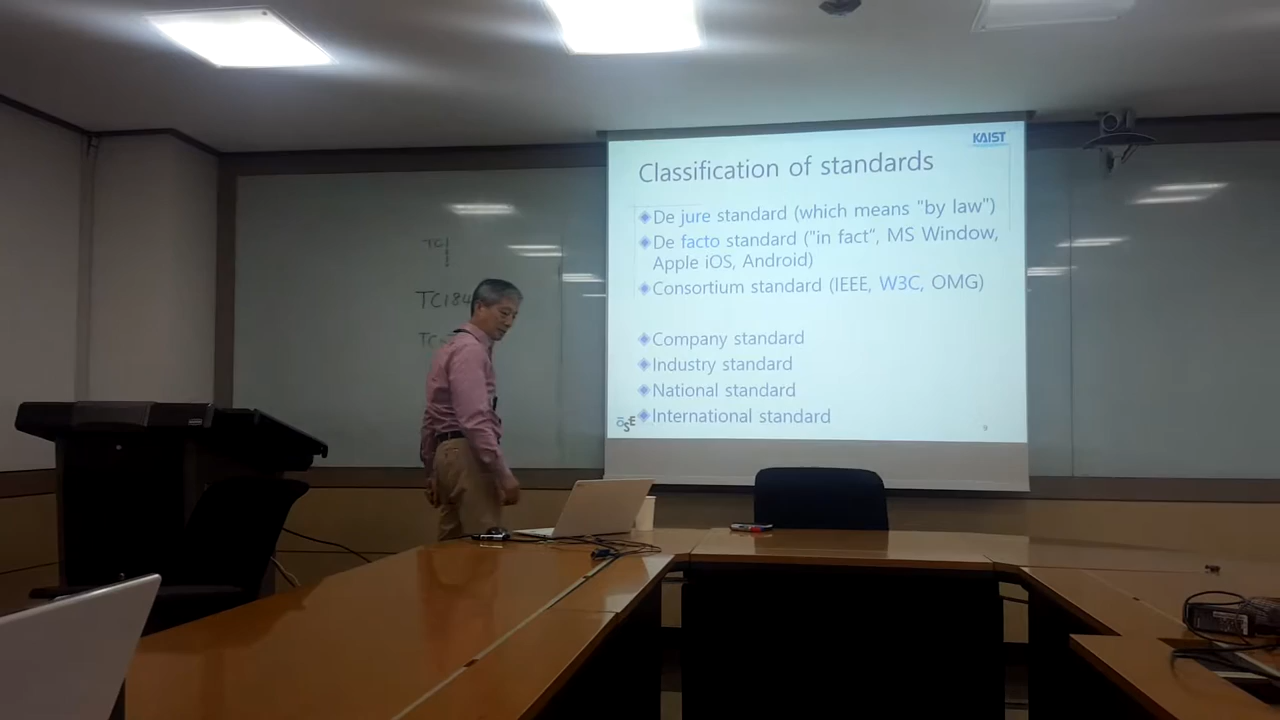 KAIST
Classification of standards
De jure standard (which means "by law")
De facto standard ("in fact", MS Window,
Apple iOS, Android)
Consortium standard (IEEE, W3C, OMG)
Company standard
Industry standard
National standard
International standard
9
TC184